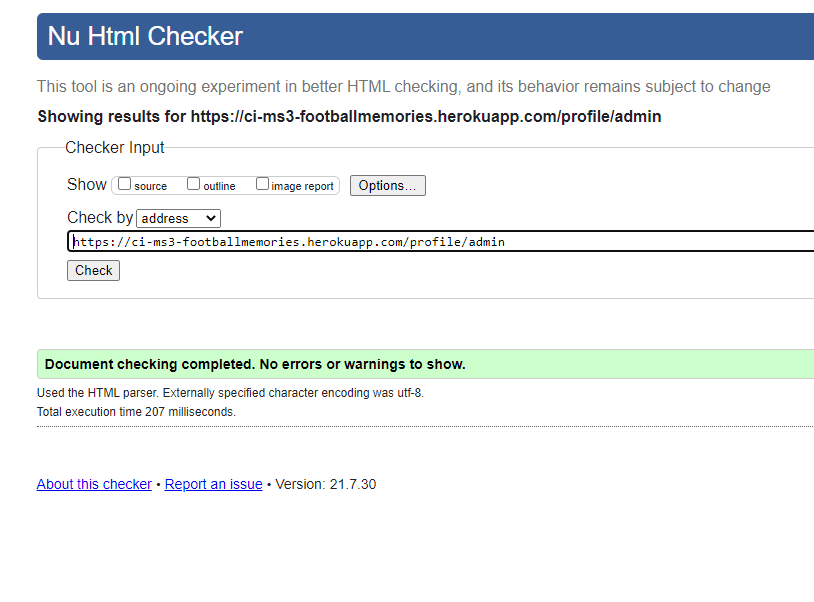 Nu Html Checker
This tool is an ongoing experiment in better HTML checking, and its behavior remains subject to change
Showing results for https://ci-ms3-footballmemories.herokuapp.com/profile/admin
Checker Input
Show source outline image report Options...
Check by address
https://ci-ms3-footballmemories.herokuapp.com/profile/admin
Check
Document checking completed. No errors or warnings to show.
Used the HTML parser. Externally specified character encoding was utf-8.
Total execution time 207 milliseconds.
About this checker • Report an issue • Version: 21.7.30